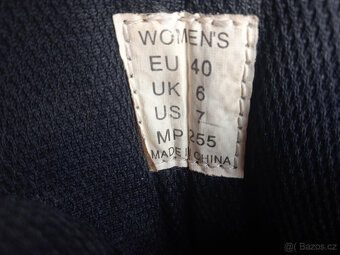 WOMEN'S
EU 40
UK 6
US 7
MP 255
MADE IN CHINA
Bazos.cz